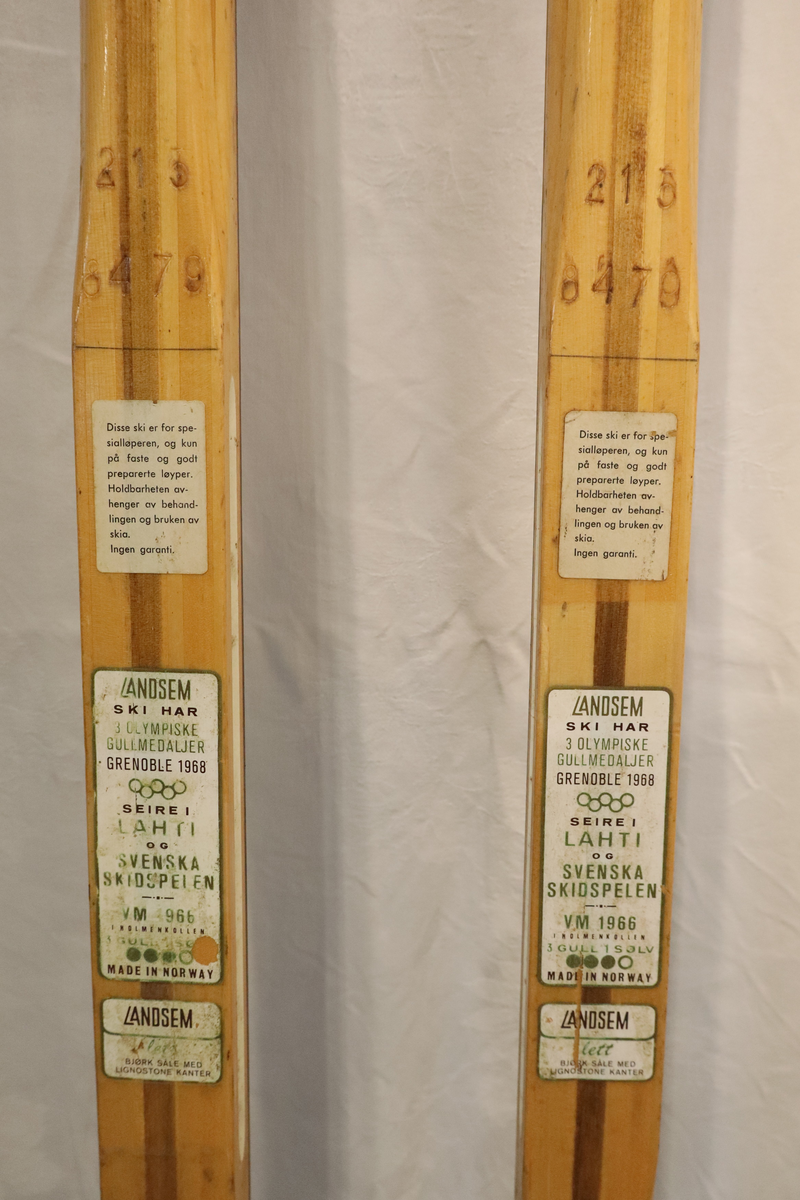 213
6479
Disse ski er for spe-
sialløperen, og kun
på faste og godt
preparerte løyper.
Holdbarheten av-
henger av behand-
lingen og bruken av
skia.
Ingen garanti.
LANDSEM
SKI HAR
3 OLYMPISKE
GULLMEDALJER
GRENOBLE 1968
SEIRE I
LAHTI
OG
SVENSKA
SKIDSPELEN
VM 966
I HOLMENKOLLEN
MADE IN NORWAY
LANDSEM
BJØRK SÅLE MED
LIGNOSTONE KANTER
213
6479
Disse ski er for spe-
sialløperen, og kun
på faste og godt
preparerte løyper.
Holdbarheten av-
henger av behand-
lingen og bruken av
skia.
Ingen garanti.
LANDSEM
SKI HAR
3 OLYMPISKE
GULLMEDALJER
GRENOBLE 1968
SEIRE I
LAHTI
OG
SVENSKA
SKIDSPELEN
VM 1966
I HOLMENKOLLEN
3 GULL 1 SØLV
MADE IN NORWAY
LANDSEM
lett
BJØRK SÅLE MED
LIGNOSTONE KANTER